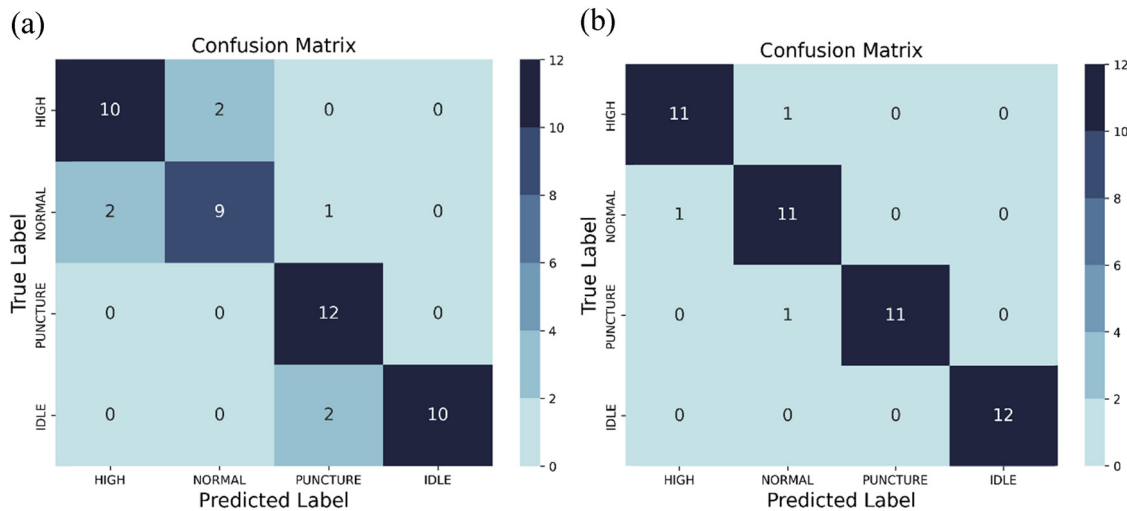 (a)
Confusion Matrix
True Label
HIGH 10 2 0 0
NORMAL 2 9 1 0
PUNCTURE 0 0 12 0
IDLE 0 0 2 10
HIGH NORMAL PUNCTURE IDLE
Predicted Label
12
10
8
6
4
2
0
(b)
Confusion Matrix
True Label
HIGH 11 1 0 0
NORMAL 1 11 0 0
PUNCTURE 0 1 11 0
IDLE 0 0 0 12
HIGH NORMAL PUNCTURE IDLE
Predicted Label
12
10
8
6
4
2
0